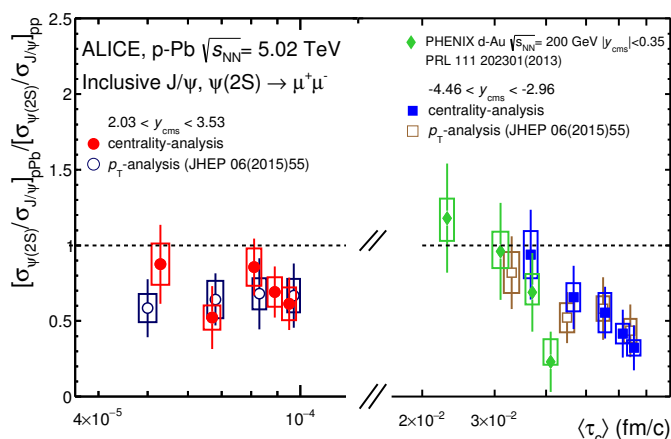 [σψ(2S)/σJ/ψ]pPb/[σψ(2S)/σJ/ψ]pp
2.5
2
1.5
1
0.5
0
ALICE, p-Pb √sNN = 5.02 TeV
Inclusive J/ψ, ψ(2S) → μ+μ-
2.03 < ycms < 3.53
centrality-analysis
pT-analysis (JHEP 06(2015)55)
PHENIX d-Au √sNN = 200 GeV |ycms|<0.35
PRL 111 202301(2013)
-4.46 < ycms < -2.96
centrality-analysis
pT-analysis (JHEP 06(2015)55)
4×10−5
10−4
2×10−2
3×10−2
(fm/c)